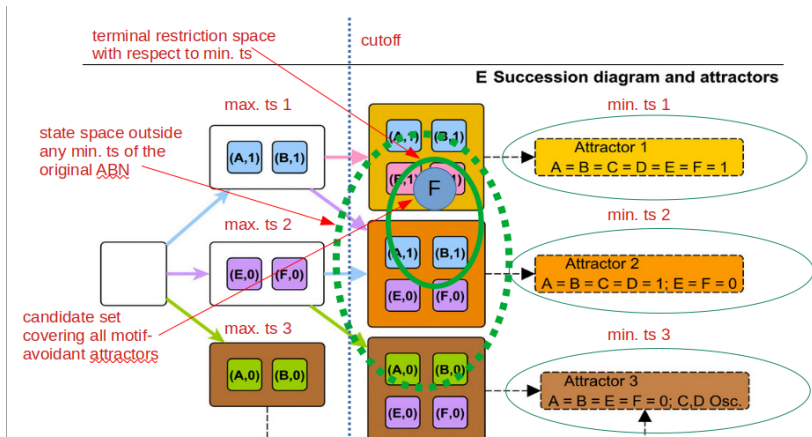 terminal restriction space
with respect to min. ts
cutoff
E Succession diagram and attractors
max. ts 1
min. ts 1
state space outside
any min. ts of the
original ABN
(A,1) (B,1)
(A,1) (B,1)
Attractor 1
A = B = C = D = E = F = 1
F
max. ts 2
min. ts 2
(E,0) (F,0)
(A,1) (B,1)
(E,0) (F,0)
Attractor 2
A = B = C = D = 1; E = F = 0
candidate set
covering all motif-
avoidant attractors
max. ts 3
min. ts 3
(A,0) (B,0)
(A,0) (B,0)
(E,0) (F,0)
Attractor 3
A = B = E = F = 0; C,D Osc.